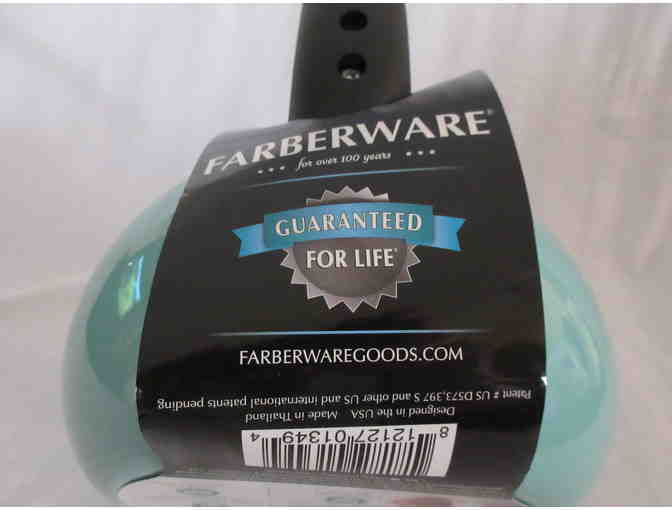 FARBERWARE®
••• for over 100 years •••
GUARANTEED
FOR LIFE*
FARBERWAREGOODS.COM
Designed in the USA Made in Thailand
Patent # US D573,397 S and other US and international patents pending
8 12127 01349 4